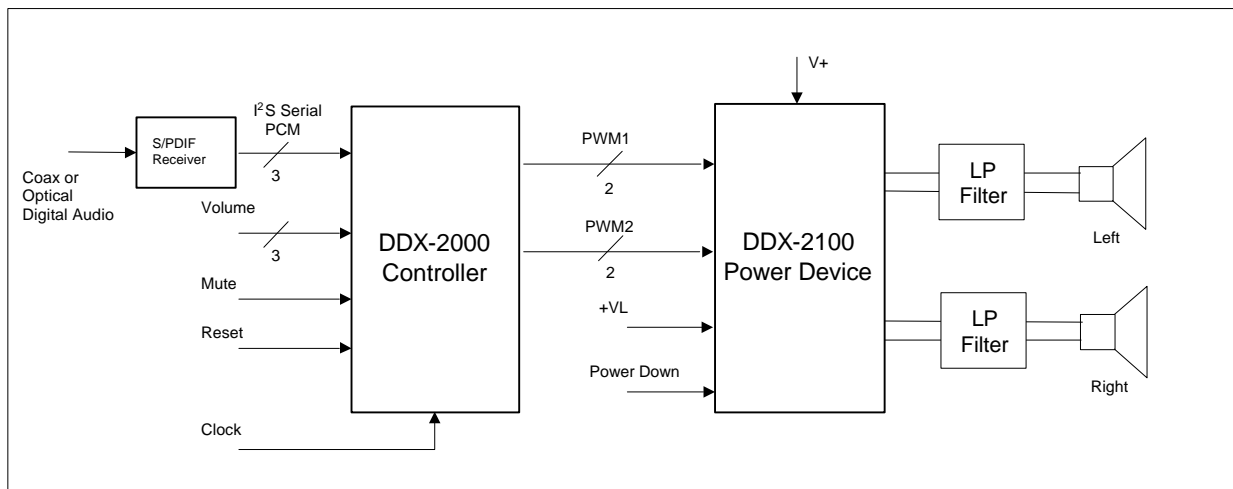 V+
I²S Serial
PCM
S/PDIF
Receiver
3
Coax or
Optical
Digital Audio
Volume
3
Mute
Reset
Clock
DDX-2000
Controller
PWM1
2
PWM2
2
+VL
Power Down
DDX-2100
Power Device
LP
Filter
Left
LP
Filter
Right